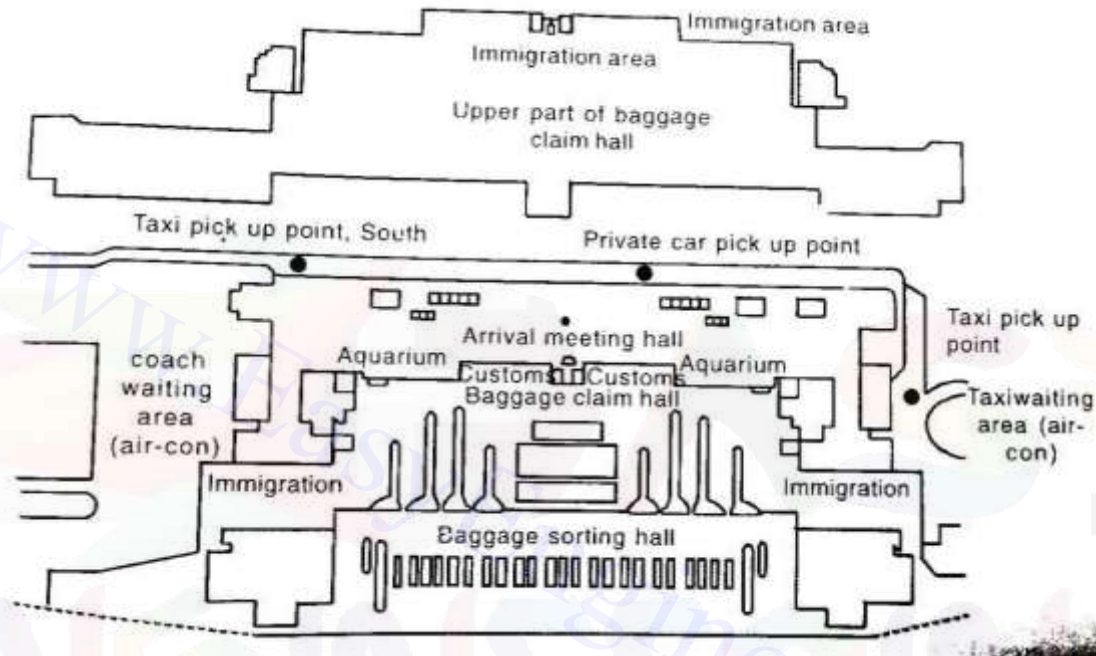 Immigration area
Immigration area
Upper part of baggage
claim hall
Taxi pick up point, South
Private car pick up point
Taxi pick up
point
Arrival meeting hall
coach
waiting
area
(air-con)
Aquarium
Aquarium
Customs
Customs
Baggage claim hall
Taxiwaiting
area (air-
con)
Immigration
Immigration
Baggage sorting hall